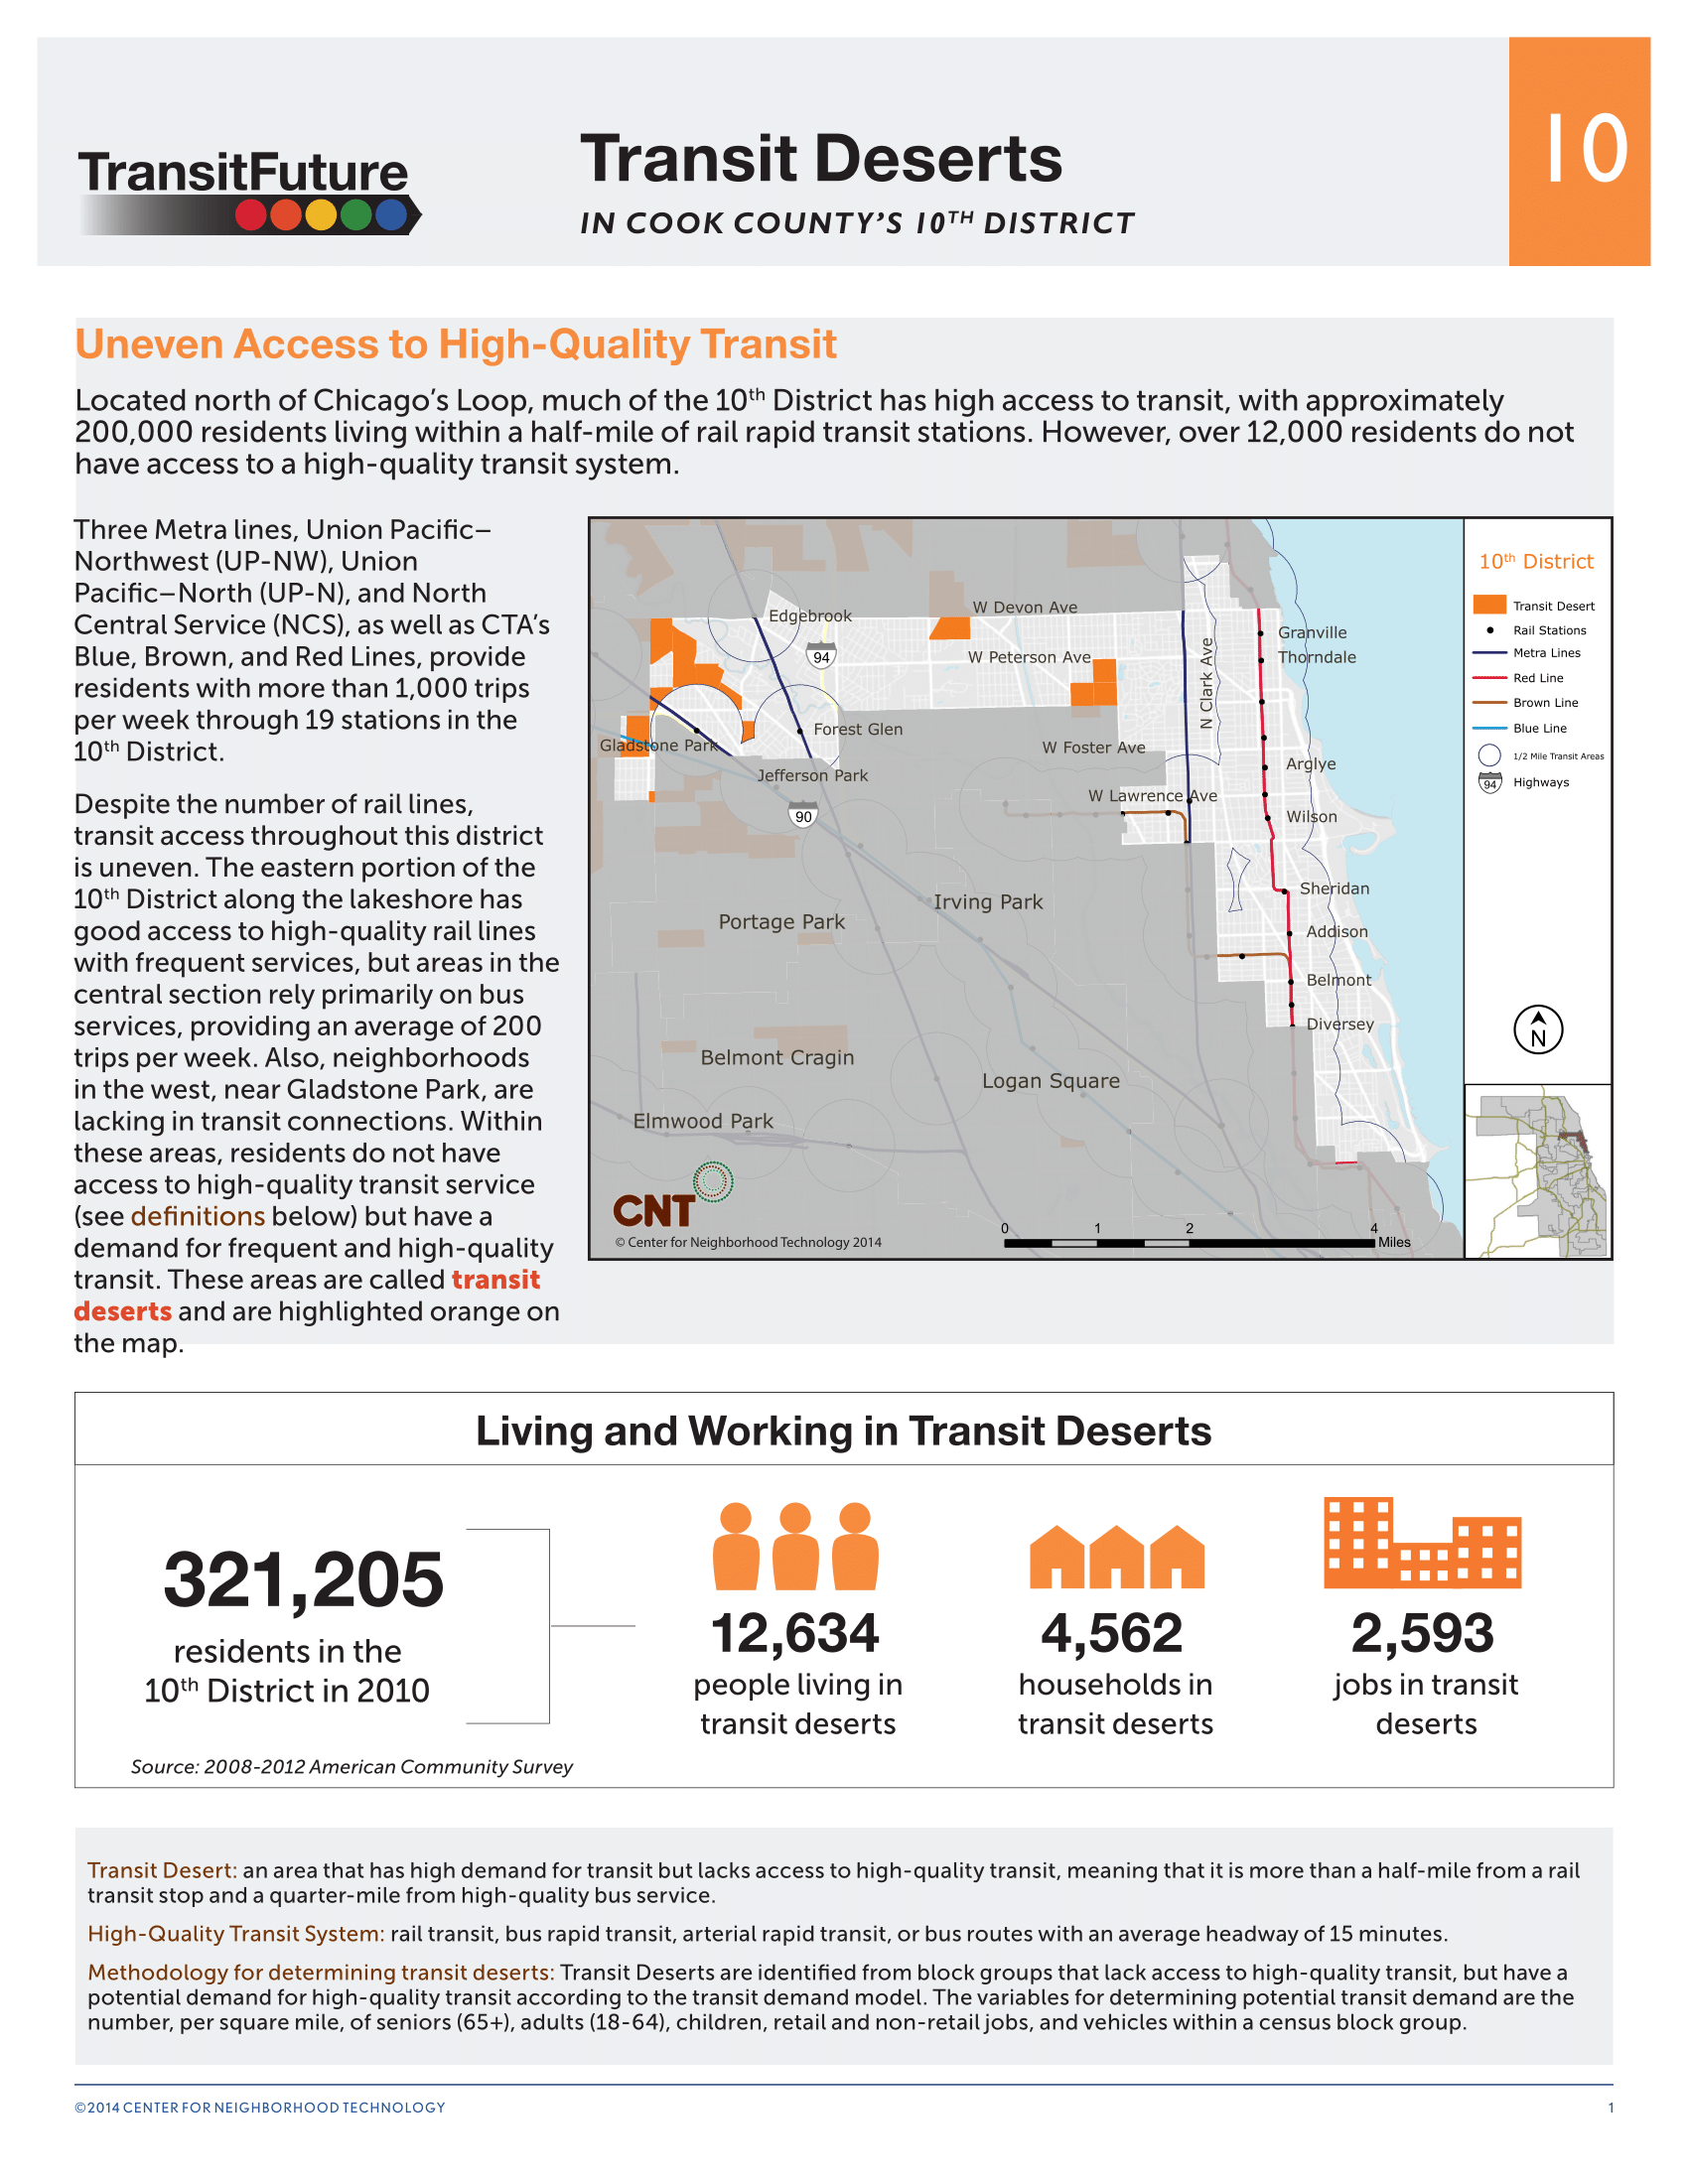 TransitFuture
Transit Deserts
IN COOK COUNTY'S 10TH DISTRICT
10
Uneven Access to High-Quality Transit
Located north of Chicago's Loop, much of the 10th District has high access to transit, with approximately
200,000 residents living within a half-mile of rail rapid transit stations. However, over 12,000 residents do not
have access to a high-quality transit system.
Three Metra lines, Union Pacific–
Northwest (UP-NW), Union
Pacific–North (UP-N), and North
Central Service (NCS), as well as CTA's
Blue, Brown, and Red Lines, provide
residents with more than 1,000 trips
per week through 19 stations in the
10th District.
Despite the number of rail lines,
transit access throughout this district
is uneven. The eastern portion of the
10th District along the lakeshore has
good access to high-quality rail lines
with frequent services, but areas in the
central section rely primarily on bus
services, providing an average of 200
trips per week. Also, neighborhoods
in the west, near Gladstone Park, are
lacking in transit connections. Within
these areas, residents do not have
access to high-quality transit service
(see definitions below) but have a
demand for frequent and high-quality
transit. These areas are called transit
deserts and are highlighted orange on
the map.
Edgebrook
W Devon Ave
94
W Peterson Ave
N Clark Ave
Granville
Thorndale
Gladstone Park
Forest Glen
W Foster Ave
Jefferson Park
Arglye
W Lawrence Ave
90
Wilson
Sheridan
Irving Park
Portage Park
Addison
Belmont
Diversey
Belmont Cragin
Logan Square
Elmwood Park
CNT
© Center for Neighborhood Technology 2014
0 1 2 4
Miles
10th District
Transit Desert
Rail Stations
Metra Lines
Red Line
Brown Line
Blue Line
1/2 Mile Transit Areas
94 Highways
N
Living and Working in Transit Deserts
321,205
residents in the
10th District in 2010
Source: 2008-2012 American Community Survey
12,634
people living in
transit deserts
4,562
households in
transit deserts
2,593
jobs in transit
deserts
Transit Desert: an area that has high demand for transit but lacks access to high-quality transit, meaning that it is more than a half-mile from a rail
transit stop and a quarter-mile from high-quality bus service.
High-Quality Transit System: rail transit, bus rapid transit, arterial rapid transit, or bus routes with an average headway of 15 minutes.
Methodology for determining transit deserts: Transit Deserts are identified from block groups that lack access to high-quality transit, but have a
potential demand for high-quality transit according to the transit demand model. The variables for determining potential transit demand are the
number, per square mile, of seniors (65+), adults (18-64), children, retail and non-retail jobs, and vehicles within a census block group.
©2014 CENTER FOR NEIGHBORHOOD TECHNOLOGY
1